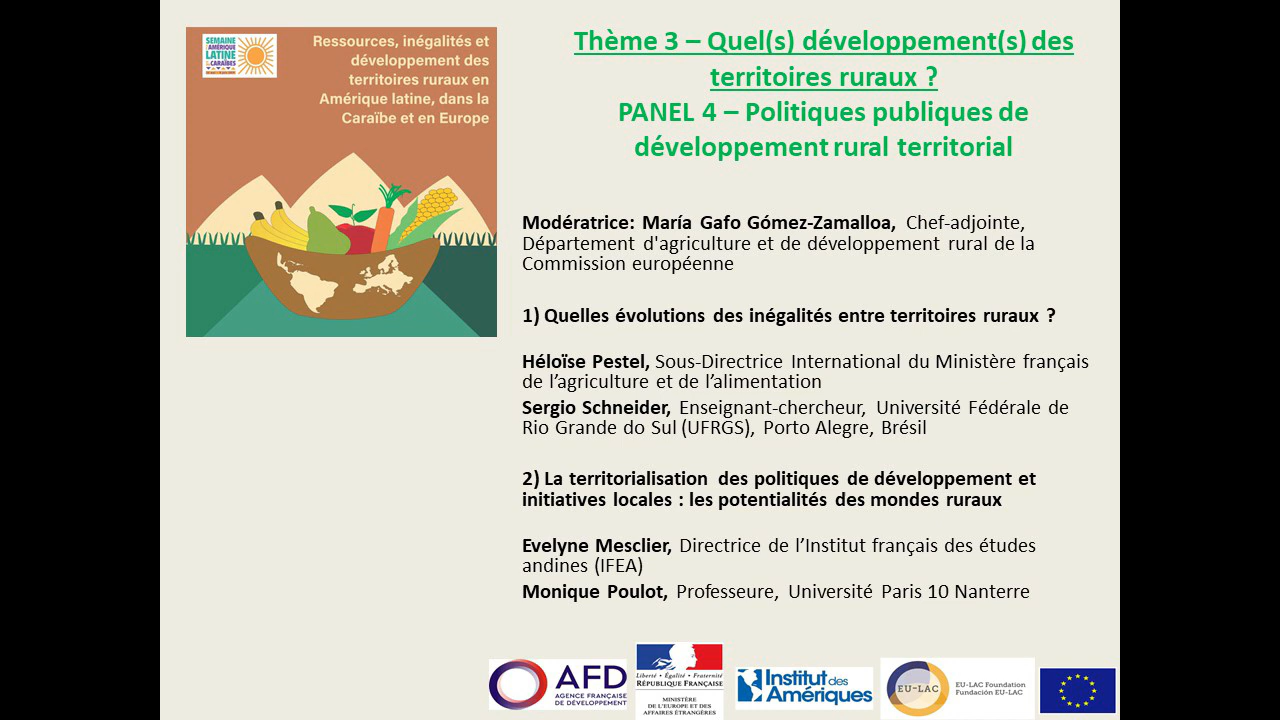 SEMAINE
L'AMÉRIQUE
LATINE
CARAÏBES
Ressources, inégalités et
développement des
territoires ruraux en
Amérique latine, dans la
Caraïbe et en Europe
Thème 3 – Quel(s) développement(s) des
territoires ruraux ?
PANEL 4 – Politiques publiques de
développement rural territorial
Modératrice: María Gafo Gómez-Zamalloa, Chef-adjointe,
Département d'agriculture et de développement rural de la
Commission européenne
1) Quelles évolutions des inégalités entre territoires ruraux ?
Héloïse Pestel, Sous-Directrice International du Ministère français
de l’agriculture et de l’alimentation
Sergio Schneider, Enseignant-chercheur, Université Fédérale de
Rio Grande do Sul (UFRGS), Porto Alegre, Brésil
2) La territorialisation des politiques de développement et
initiatives locales : les potentialités des mondes ruraux
Evelyne Mesclier, Directrice de l’Institut français des études
andines (IFEA)
Monique Poulot, Professeure, Université Paris 10 Nanterre
AFD
AGENCE FRANÇAISE
DE DÉVELOPPEMENT
Liberté • Égalité • Fraternité
RÉPUBLIQUE FRANÇAISE
MINISTÈRE
DE L'EUROPE ET DES
AFFAIRES ÉTRANGÈRES
Institut des
Amériques
EU-LAC
EU-LAC Foundation
Fundación EU-LAC